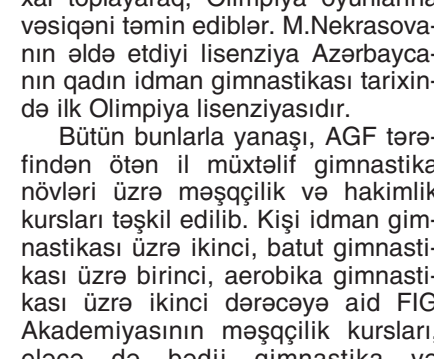 xal toplayaraq, Olimpiya oyunlarına
vəsiqəni təmin ediblər. M.Nekrasova-
nın əldə etdiyi lisenziya Azərbayca-
nın qadın idman gimnastikası tarixin-
də ilk Olimpiya lisenziyasıdır.
Bütün bunlarla yanaşı, AGF tərə-
findən ötən il müxtəlif gimnastika
növləri üzrə məşqçilik və hakimlik
kursları təşkil edilib. Kişi idman gim-
nastikası üzrə ikinci, batut gimnasti-
kası üzrə birinci, aerobika gimnasti-
kası üzrə ikinci dərəcəyə aid FIG
Akademiyasının məşqçilik kursları,
eləcə də bədii gimnastika və